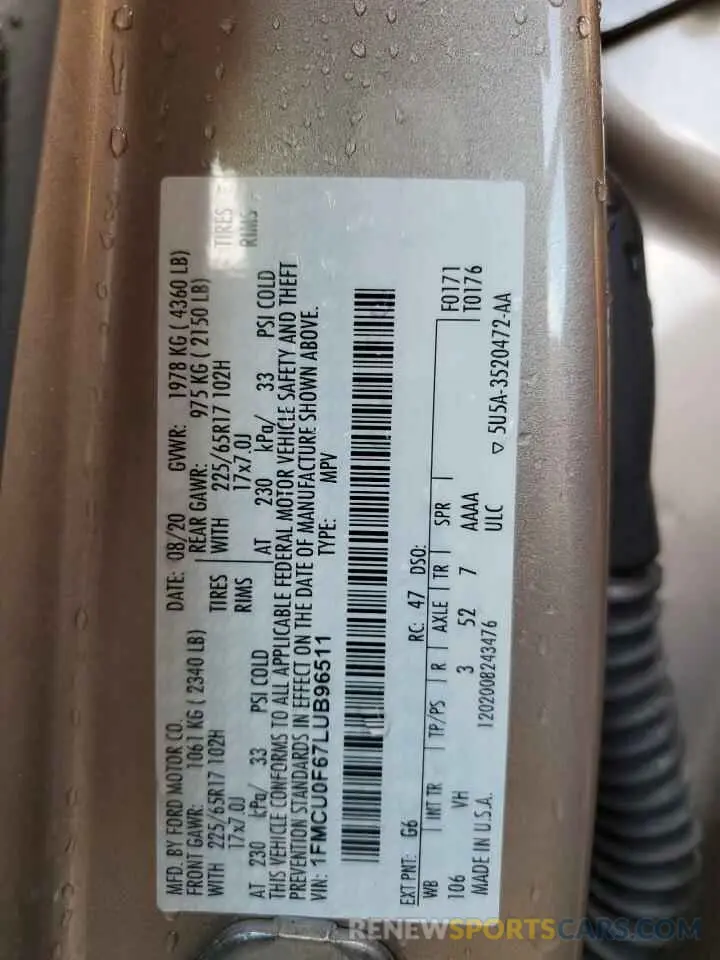 MFD. BY FORD MOTOR CO.
DATE: 08/20 GVWR: 1978 KG ( 4360 LB)
FRONT GAWR: 1061 KG ( 2340 LB)
REAR GAWR: 975 KG ( 2150 LB)
WITH 225/65R17 102H TIRES
WITH 225/65R17 102H TIRES
17x7.0J RIMS
17x7.0J RIMS
AT 230 kPa/ 33 PSI COLD
AT 230 kPa/ 33 PSI COLD
THIS VEHICLE CONFORMS TO ALL APPLICABLE FEDERAL MOTOR VEHICLE SAFETY AND THEFT
PREVENTION STANDARDS IN EFFECT ON THE DATE OF MANUFACTURE SHOWN ABOVE.
VIN: 1FMCU0F67LUB96511 TYPE: MPV
EXT PNT: G6 RC: 47 DSO: F0171
WB INT TR TP/PS R AXLE TR SPR T0176
106 VH 3 52 7 AAAA
MADE IN U.S.A. 1202008243476 ULC ▽ 5U5A-3520472-AA
RENEWSPORTSCARS.COM